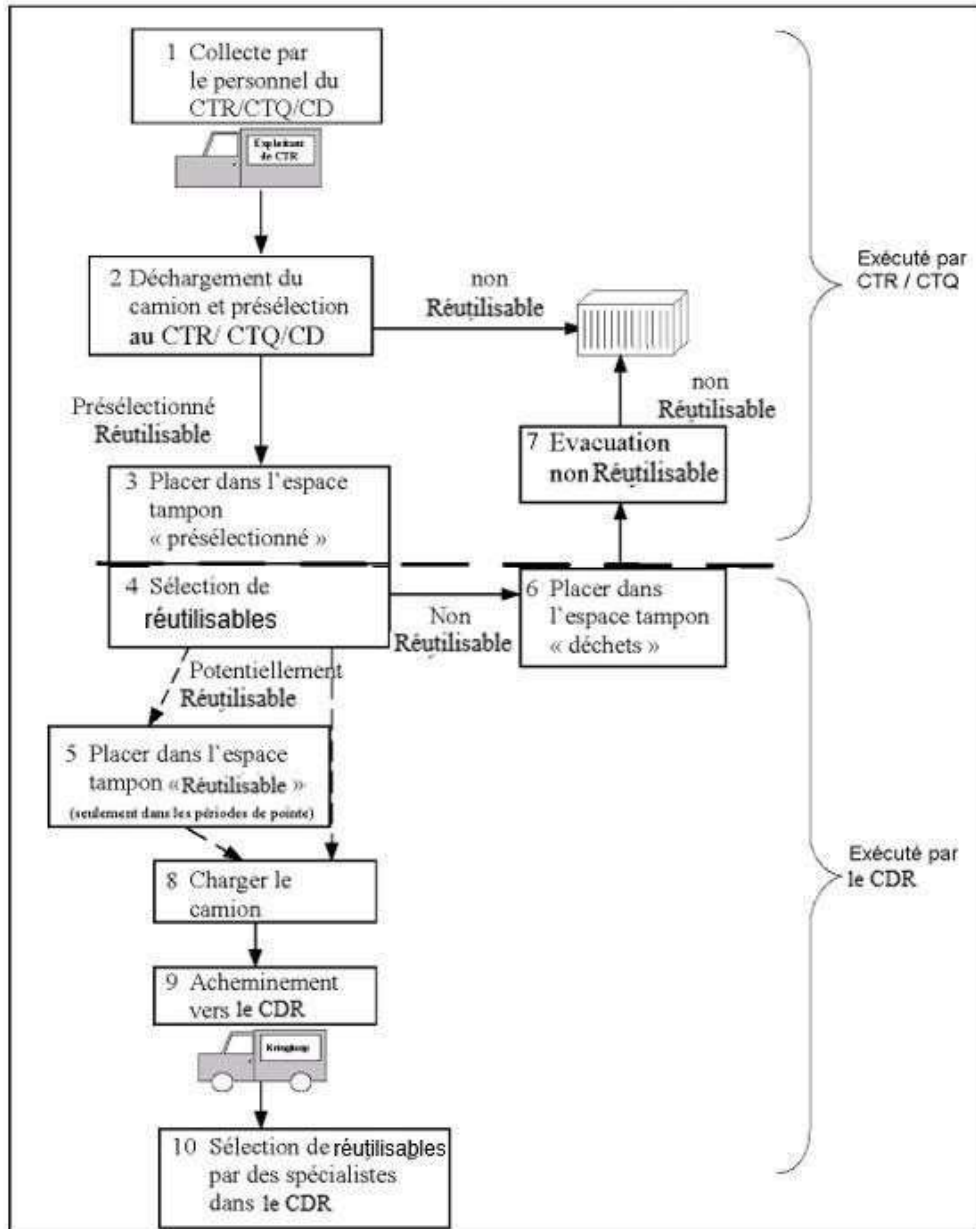 1 Collecte par
le personnel du
CTR/CTQ/CD
Exploitant
de CTR
2 Déchargement du
camion et présélection
au CTR/ CTQ/CD
non
Réutilisable
Exécuté par
CTR / CTQ
Présélectionné
Réutilisable
non
Réutilisable
7 Evacuation
non Réutilisable
3 Placer dans l'espace
tampon
« présélectionné »
4 Sélection de
réutilisables
Non
Réutilisable
6 Placer dans
l'espace tampon
« déchets »
Potentiellement
Réutilisable
5 Placer dans l'espace
tampon «Réutilisable »
(seulement dans les périodes de pointe)
8 Charger le
camion
Exécuté par
le CDR
9 Acheminement
vers le CDR
Kringloop
10 Sélection de réutilisables
par des spécialistes
dans le CDR